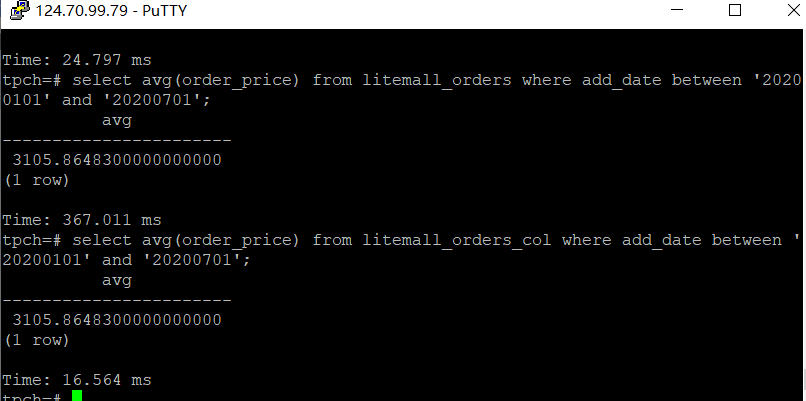 124.70.99.79 - PuTTY
Time: 24.797 ms
tpch=# select avg(order_price) from litemall_orders where add_date between '2020
0101' and '20200701';
avg
-----------------------
3105.8648300000000000
(1 row)
Time: 367.011 ms
tpch=# select avg(order_price) from litemall_orders_col where add_date between '
20200101' and '20200701';
avg
-----------------------
3105.8648300000000000
(1 row)
Time: 16.564 ms
tpch=#